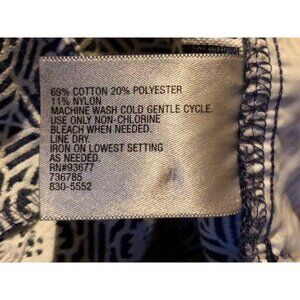 69% COTTON 20% POLYESTER
11% NYLON
MACHINE WASH COLD GENTLE CYCLE.
USE ONLY NON-CHLORINE
BLEACH WHEN NEEDED.
LINE DRY.
IRON ON LOWEST SETTING
AS NEEDED.
RN#93677
736785
830-5552